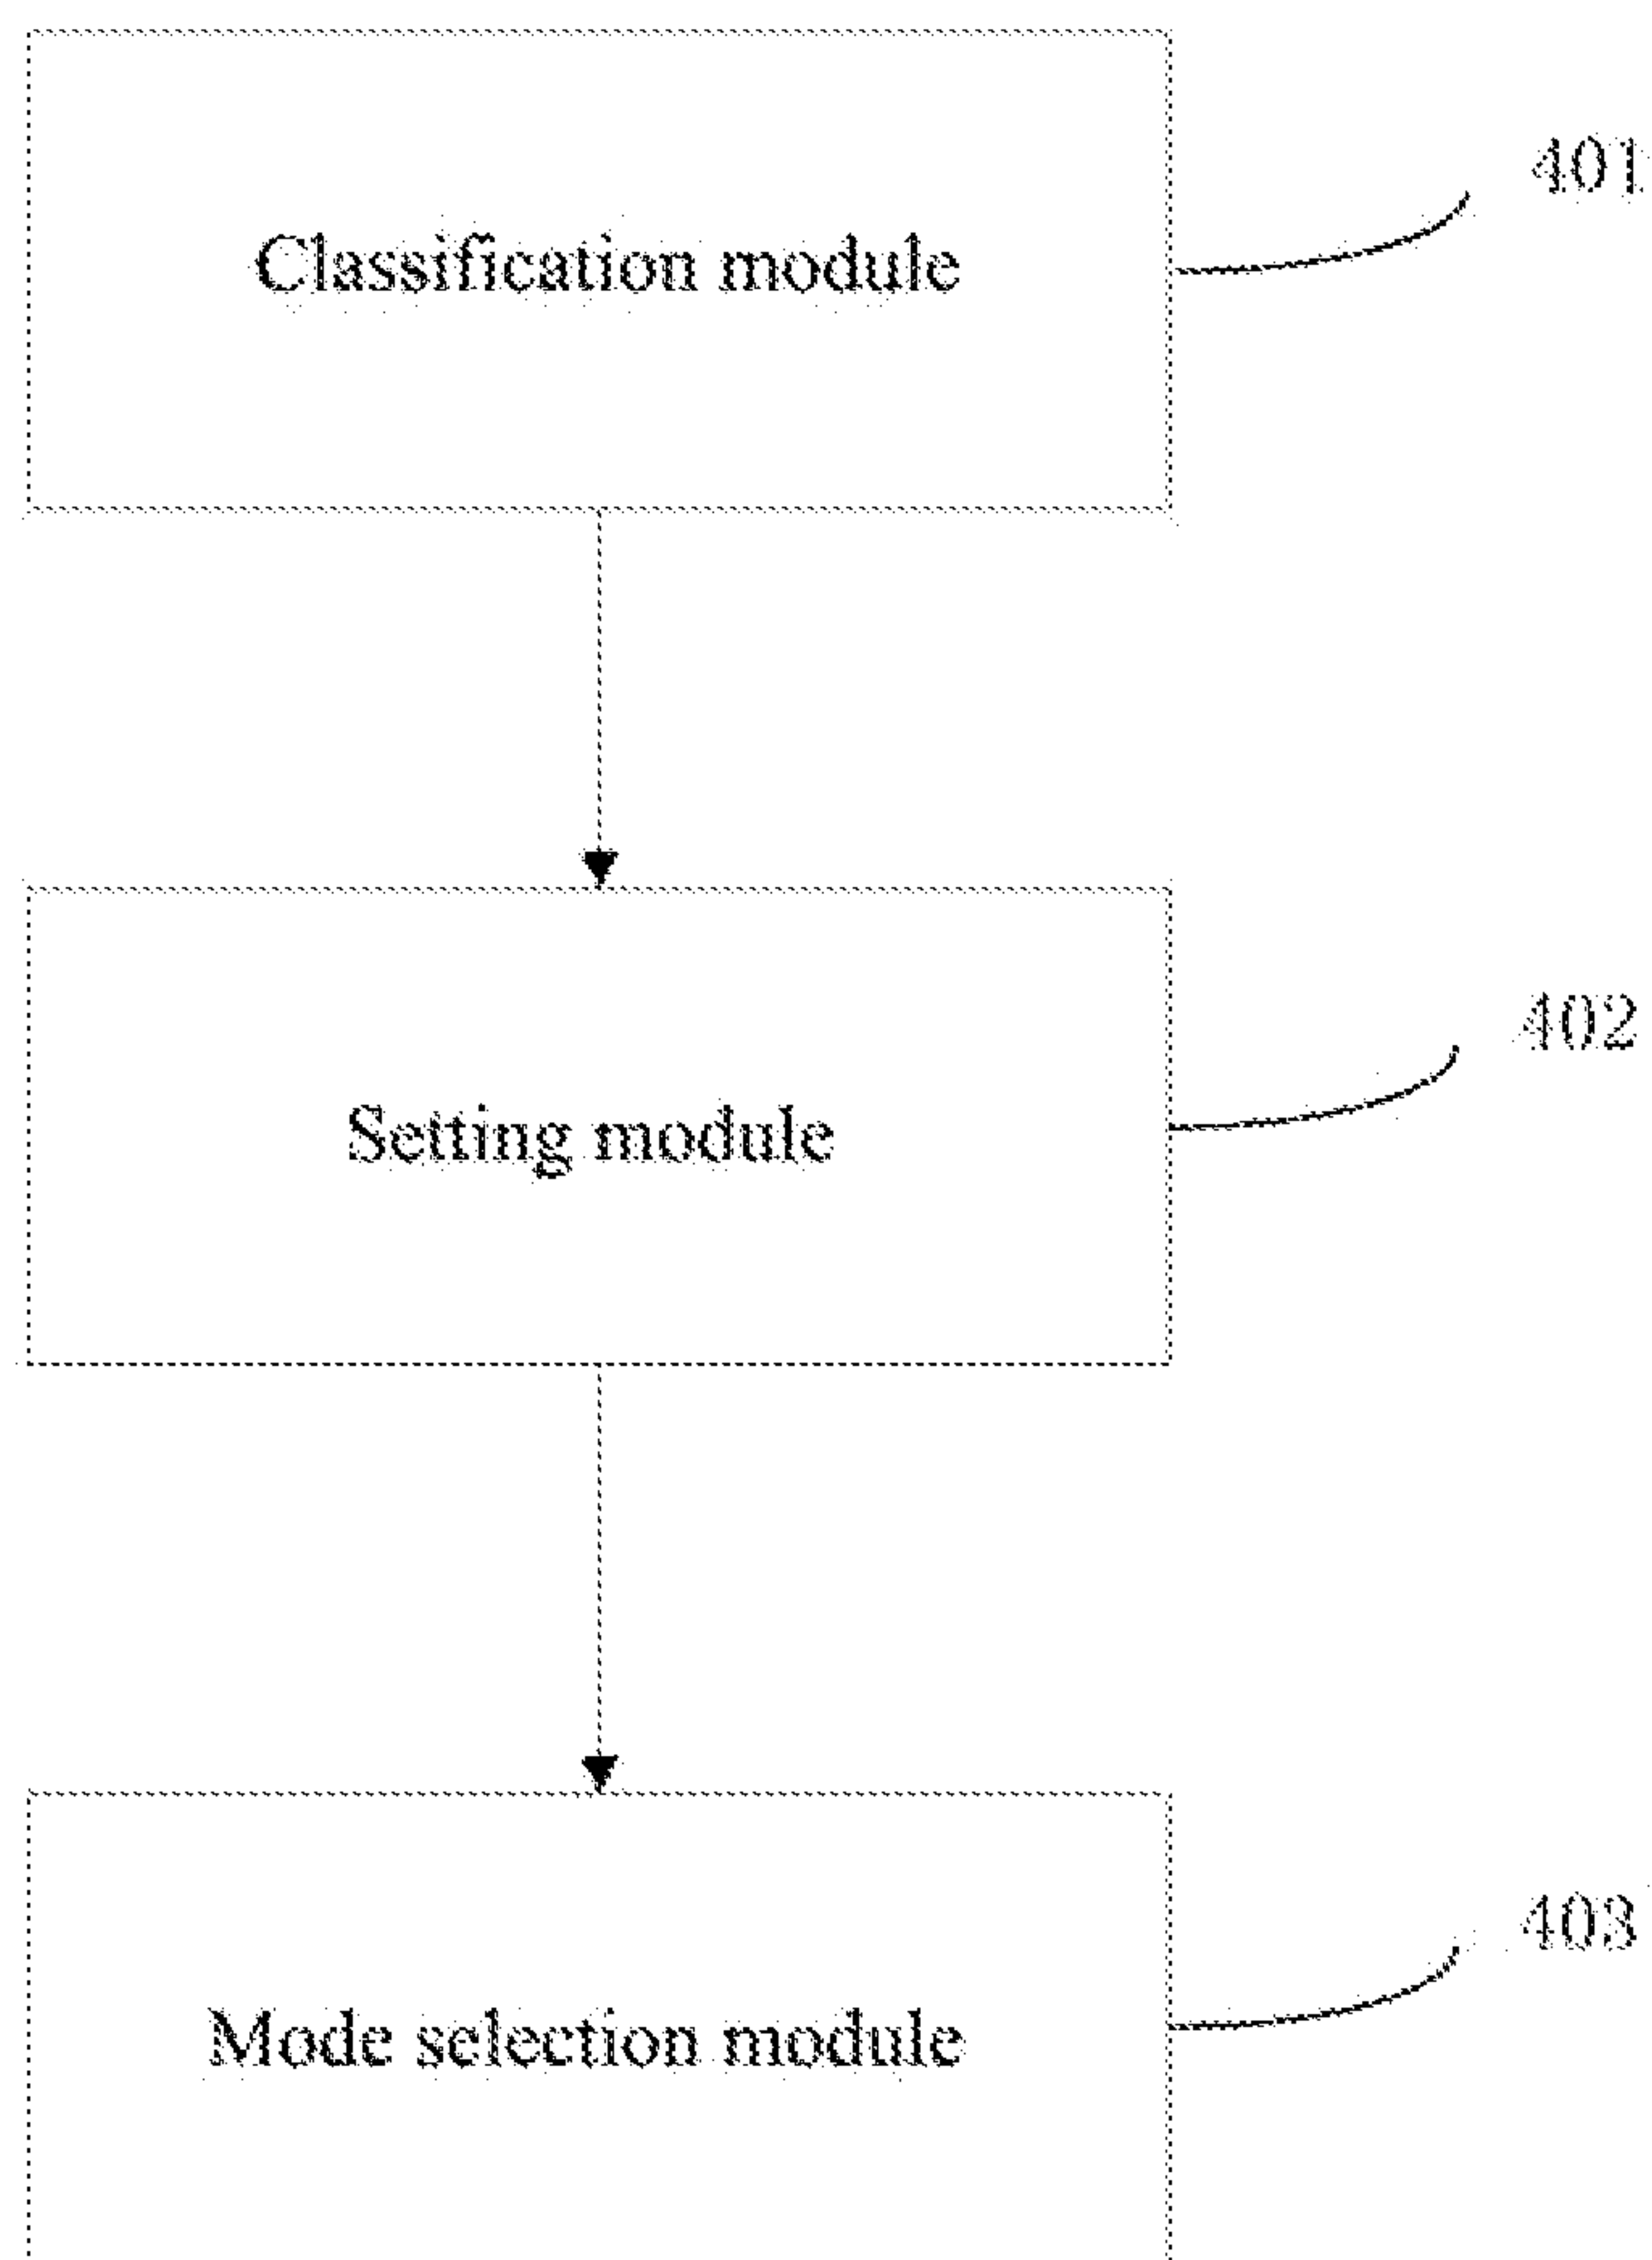 401
Classification module
402
Setting module
403
Mode selection module